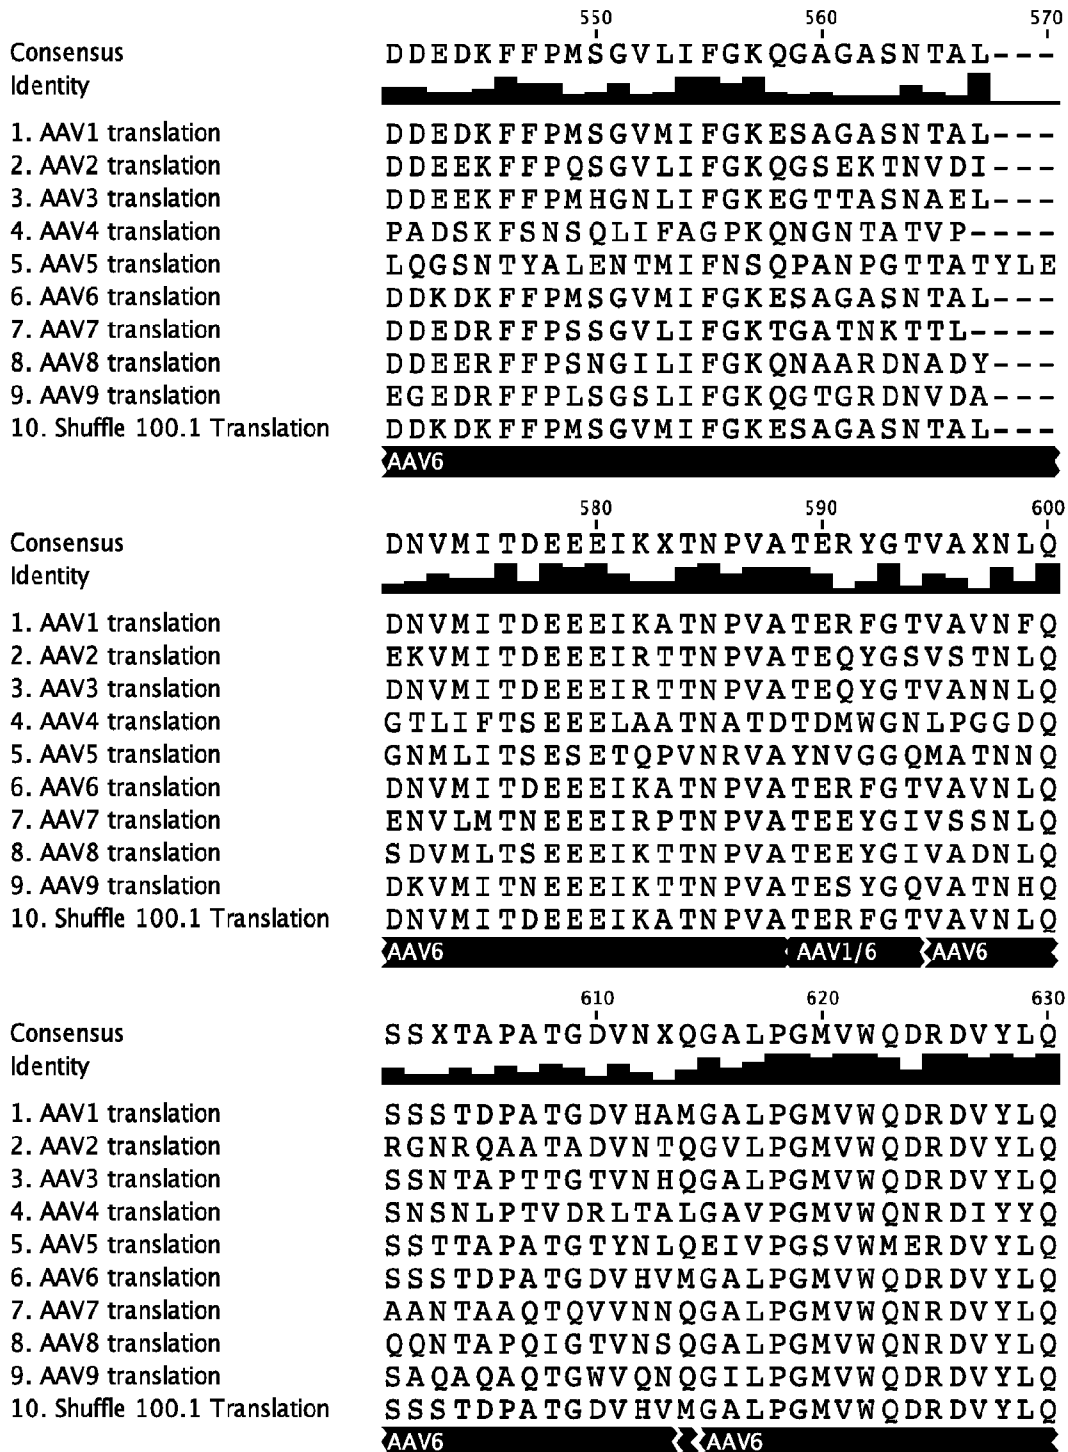 550 560 570
Consensus DDEDKFFPMSGVLIFGKQGAGASNTAL---
Identity
1. AAV1 translation DDEDKFFPMSGVMIFGKESAGASNTAL---
2. AAV2 translation DDEEKFFPQSGVLIFGKQGSEKTNVDI---
3. AAV3 translation DDEEKFFPMHGNLIFGKEGTTASNAEL---
4. AAV4 translation PADSKFSNSQLIFAGPKQNGNTATVP----
5. AAV5 translation LQGSNTYALENTMIFNSQPANPGTTATYLE
6. AAV6 translation DDKDKFFPMSGVMIFGKESAGASNTAL---
7. AAV7 translation DDEDRFFPSSGVLIFGKTGATNKTTL----
8. AAV8 translation DDEERFFPSNGILIFGKQNAARDNADY---
9. AAV9 translation EGEDRFFPLSGSLIFGKQGTGRDNVDA---
10. Shuffle 100.1 Translation DDKDKFFPMSGVMIFGKESAGASNTAL---
AAV6
580 590 600
Consensus DNVMITDEEEIKXTNPVATERYGTVAXNLQ
Identity
1. AAV1 translation DNVMITDEEEIKATNPVATERFGTVAVNFQ
2. AAV2 translation EKVMITDEEEIRTTNPVATEQYGSVSTNLQ
3. AAV3 translation DNVMITDEEEIRTTNPVATEQYGTVANNLQ
4. AAV4 translation GTLIFTSEEELAATNATDTDMWGNLPGGDQ
5. AAV5 translation GNMLITSESETQPVNRVAYNVGGQMATNNQ
6. AAV6 translation DNVMITDEEEIKATNPVATERFGTVAVNLQ
7. AAV7 translation ENVLMTNEEEIRPTNPVATEEYGIVSSNLQ
8. AAV8 translation SDVMLTSEEEIKTTNPVATEEYGIVADNLQ
9. AAV9 translation DKVMITNEEEIKTTNPVATESYGQVATNHQ
10. Shuffle 100.1 Translation DNVMITDEEEIKATNPVATERFGTVAVNLQ
AAV6 AAV1/6 AAV6
610 620 630
Consensus SSXTAPATGDVNXQGALPGMVWQDRDVYLQ
Identity
1. AAV1 translation SSSTDPATGDVHAMGALPGMVWQDRDVYLQ
2. AAV2 translation RGNRQAATADVNTQGVLPGMVWQDRDVYLQ
3. AAV3 translation SSNTAPTTGTVNHQGALPGMVWQDRDVYLQ
4. AAV4 translation SNSNLPTVDRLTALGAVPGMVWQNRDIYYQ
5. AAV5 translation SSTTAPATGTYNLQEIVPGSVWMERDVYLQ
6. AAV6 translation SSSTDPATGDVHVMGALPGMVWQDRDVYLQ
7. AAV7 translation AANTAAQTQVVNNQGALPGMVWQNRDVYLQ
8. AAV8 translation QQNTAPQIGTVNSQGALPGMVWQNRDVYLQ
9. AAV9 translation SAQAQAQTGWVQNQGILPGMVWQDRDVYLQ
10. Shuffle 100.1 Translation SSSTDPATGDVHVMGALPGMVWQDRDVYLQ
AAV6 AAV6